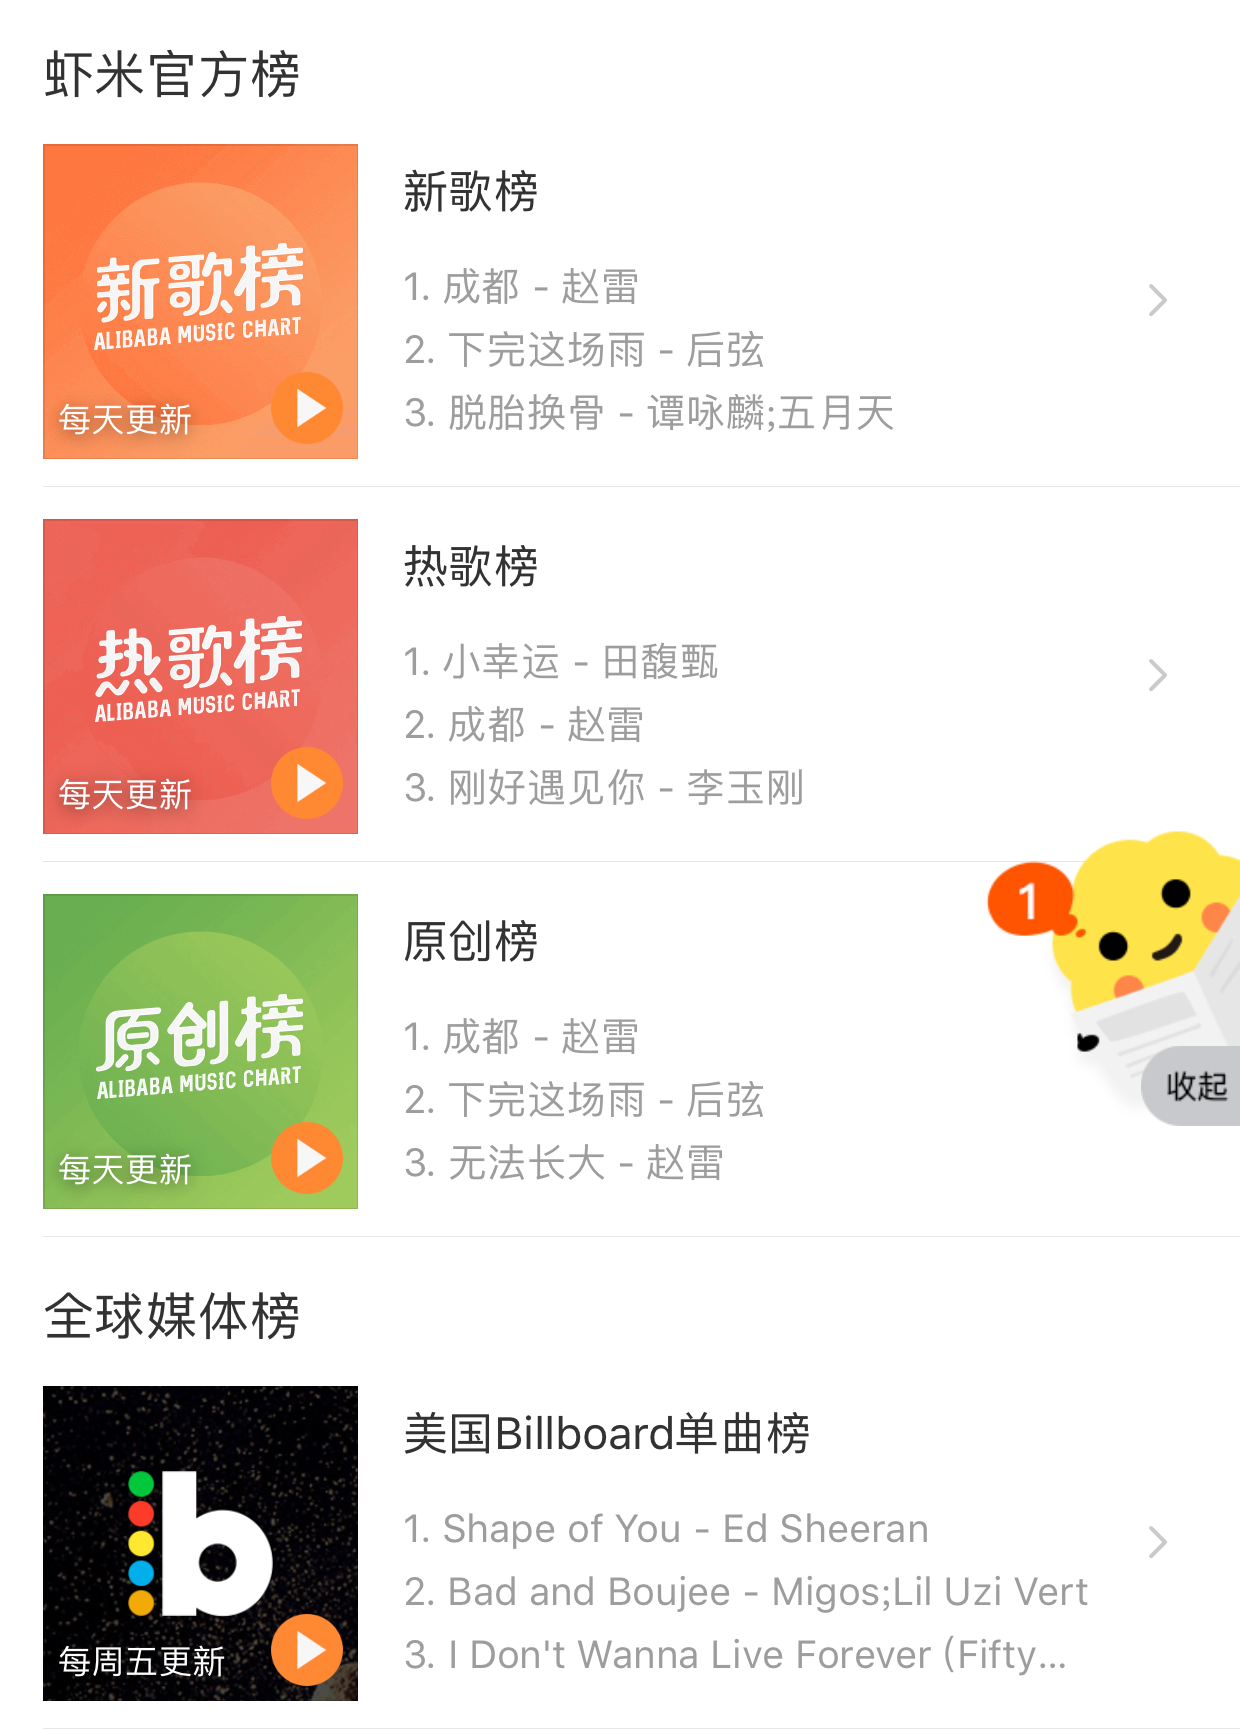 虾米官方榜
新歌榜
ALIBABA MUSIC CHART
每天更新
新歌榜
1. 成都 - 赵雷
2. 下完这场雨 - 后弦
3. 脱胎换骨 - 谭咏麟;五月天
热歌榜
ALIBABA MUSIC CHART
每天更新
热歌榜
1. 小幸运 - 田馥甄
2. 成都 - 赵雷
3. 刚好遇见你 - 李玉刚
1
收起
原创榜
ALIBABA MUSIC CHART
每天更新
原创榜
1. 成都 - 赵雷
2. 下完这场雨 - 后弦
3. 无法长大 - 赵雷
全球媒体榜
b
每周五更新
美国Billboard单曲榜
1. Shape of You - Ed Sheeran
2. Bad and Boujee - Migos;Lil Uzi Vert
3. I Don't Wanna Live Forever (Fifty...